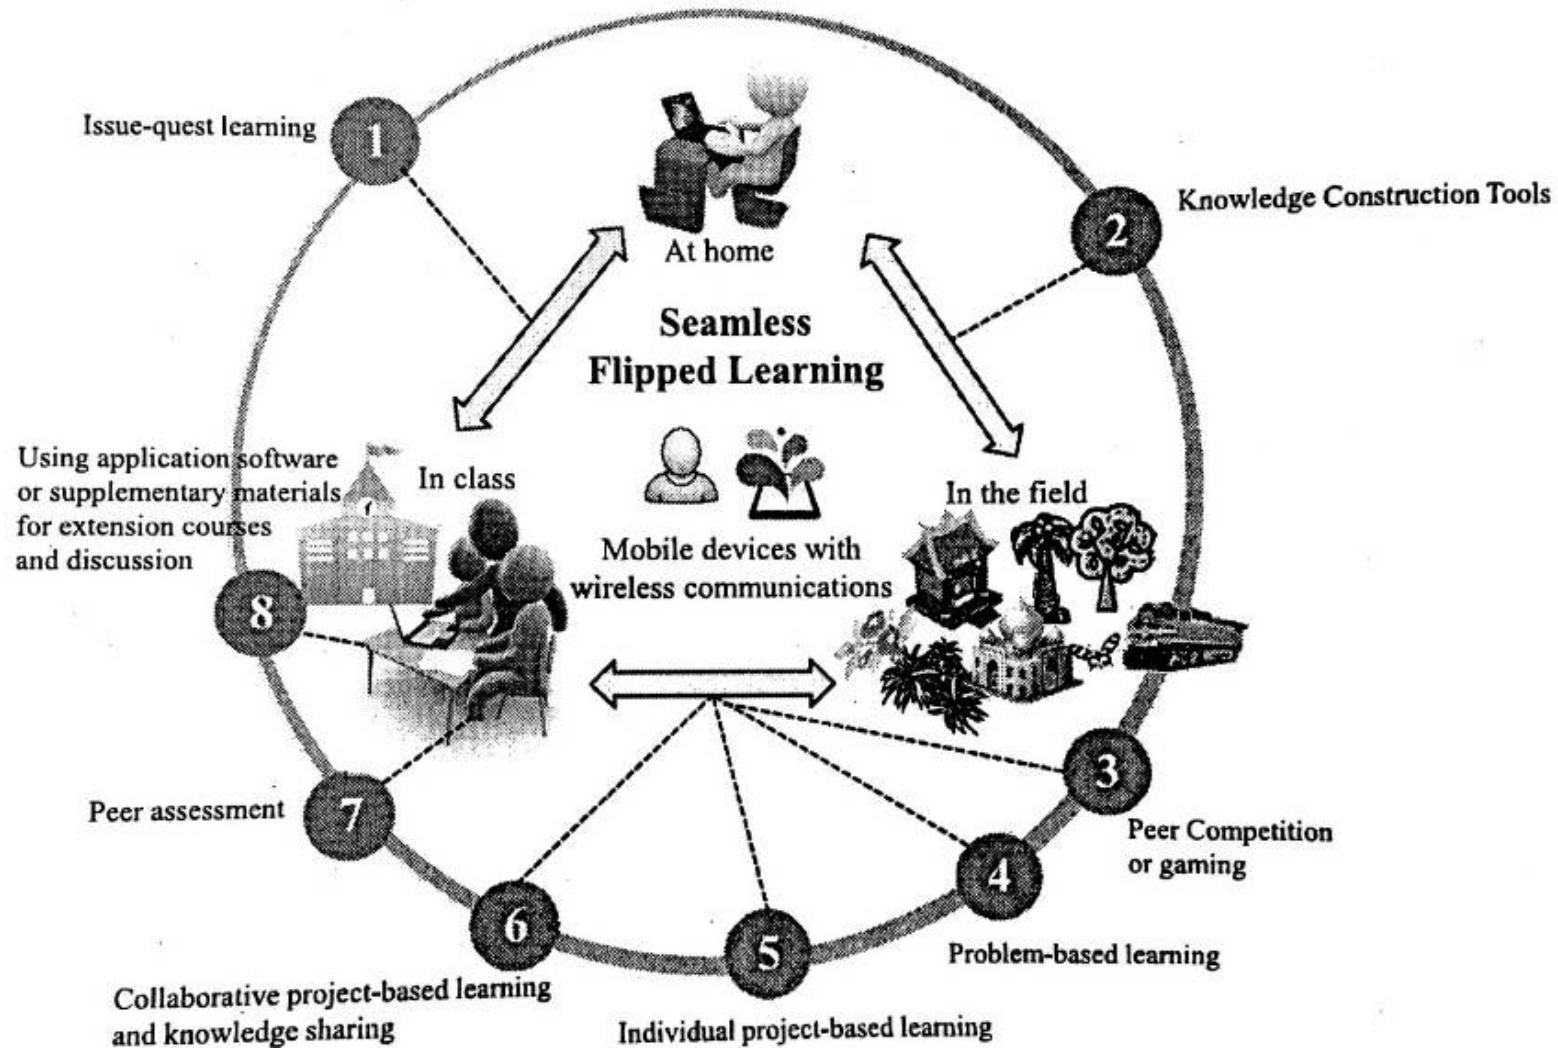 Issue-quest learning
1
At home
2
Knowledge Construction Tools
Seamless
Flipped Learning
Using application software
or supplementary materials
for extension courses
and discussion
In class
In the field
Mobile devices with
wireless communications
8
3
Peer Competition
or gaming
Peer assessment
7
4
Problem-based learning
6
5
Collaborative project-based learning
and knowledge sharing
Individual project-based learning